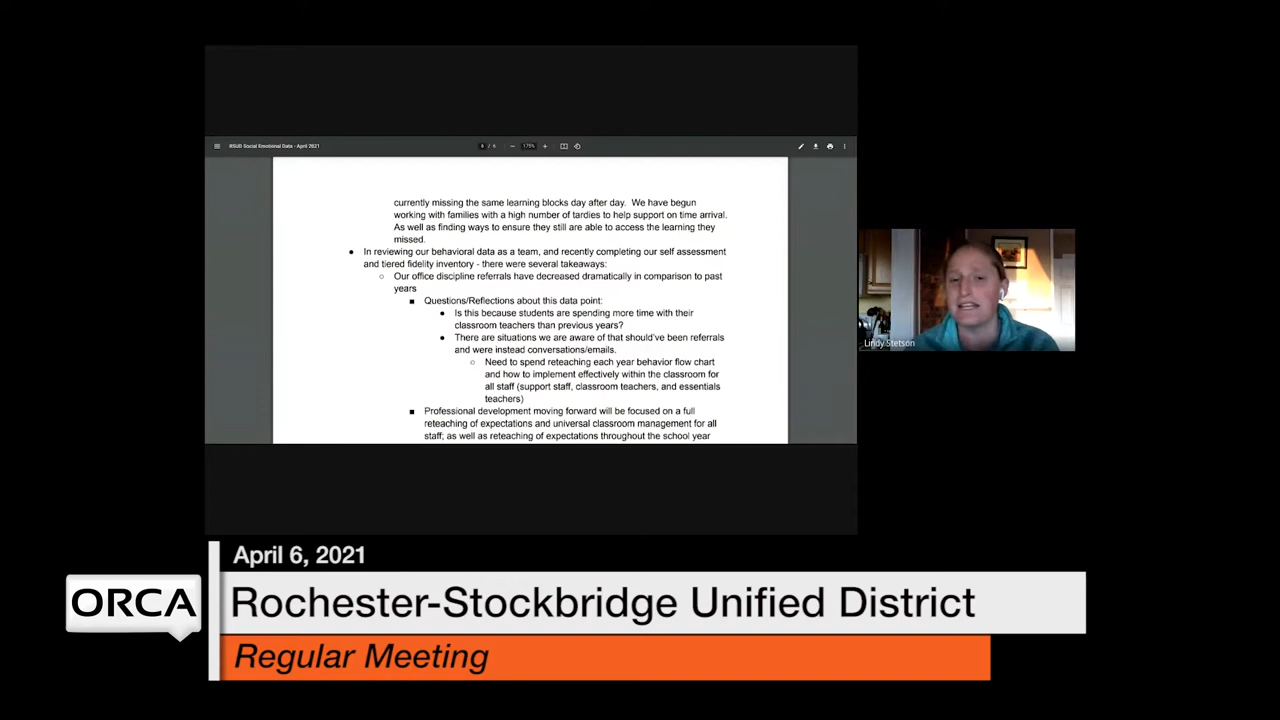 RSUD Social Emotional Data - April 2021
6 / 6
175%
currently missing the same learning blocks day after day. We have begun
working with families with a high number of tardies to help support on time arrival.
As well as finding ways to ensure they still are able to access the learning they
missed.
● In reviewing our behavioral data as a team, and recently completing our self assessment
and tiered fidelity inventory - there were several takeaways:
○ Our office discipline referrals have decreased dramatically in comparison to past
years
■ Questions/Reflections about this data point:
● Is this because students are spending more time with their
classroom teachers than previous years?
● There are situations we are aware of that should've been referrals
and were instead conversations/emails.
○ Need to spend reteaching each year behavior flow chart
and how to implement effectively within the classroom for
all staff (support staff, classroom teachers, and essentials
teachers)
■ Professional development moving forward will be focused on a full
reteaching of expectations and universal classroom management for all
staff; as well as reteaching of expectations throughout the school year
Lindy Stetson
April 6, 2021
ORCA
Rochester-Stockbridge Unified District
Regular Meeting